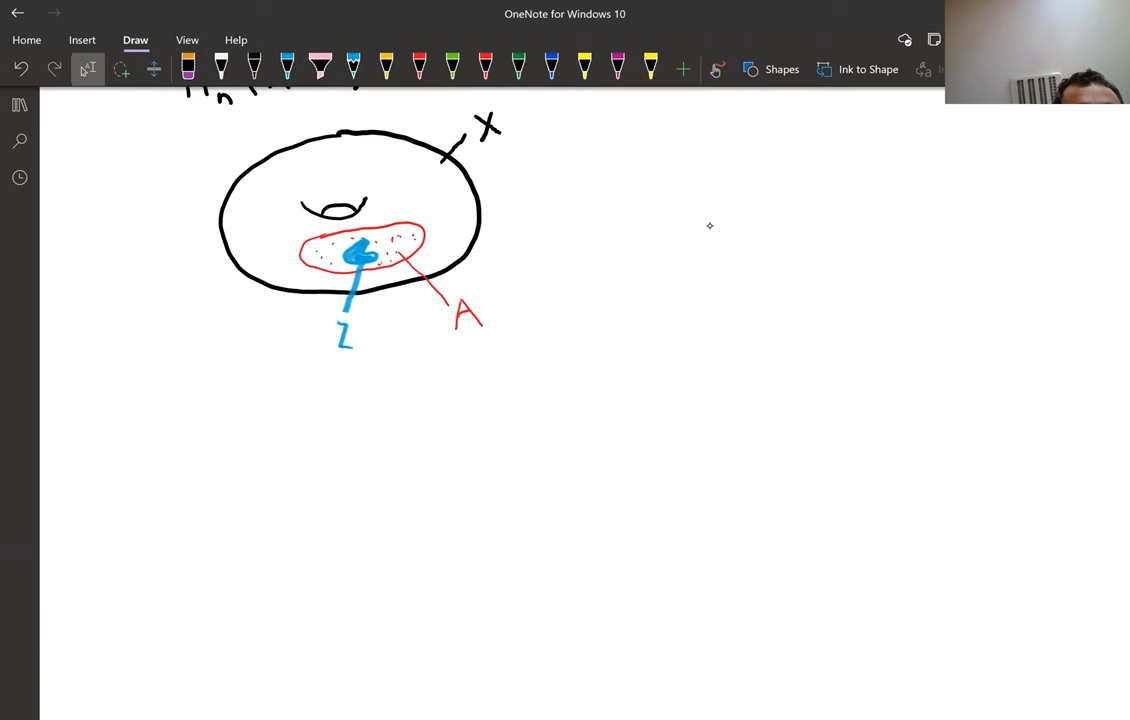 OneNote for Windows 10
Home Insert Draw View Help
Shapes Ink to Shape
X
A
Z